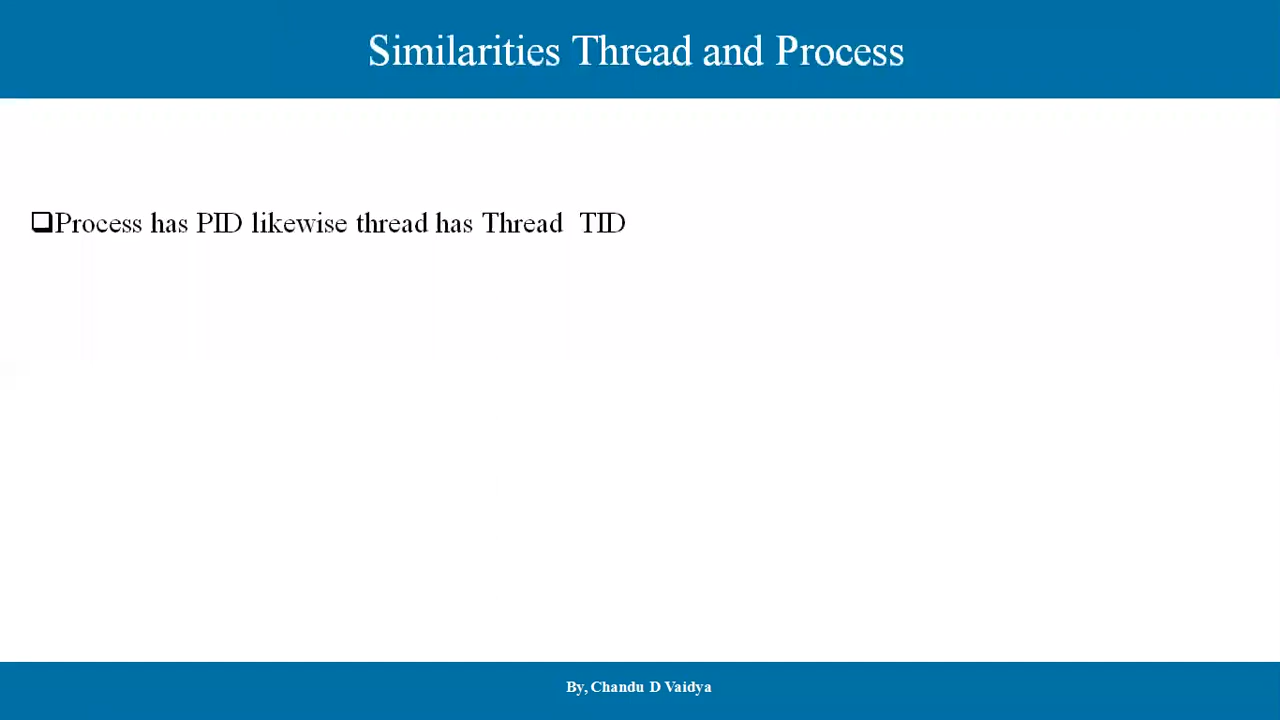 Similarities Thread and Process
❑Process has PID likewise thread has Thread  TID
By, Chandu D Vaidya